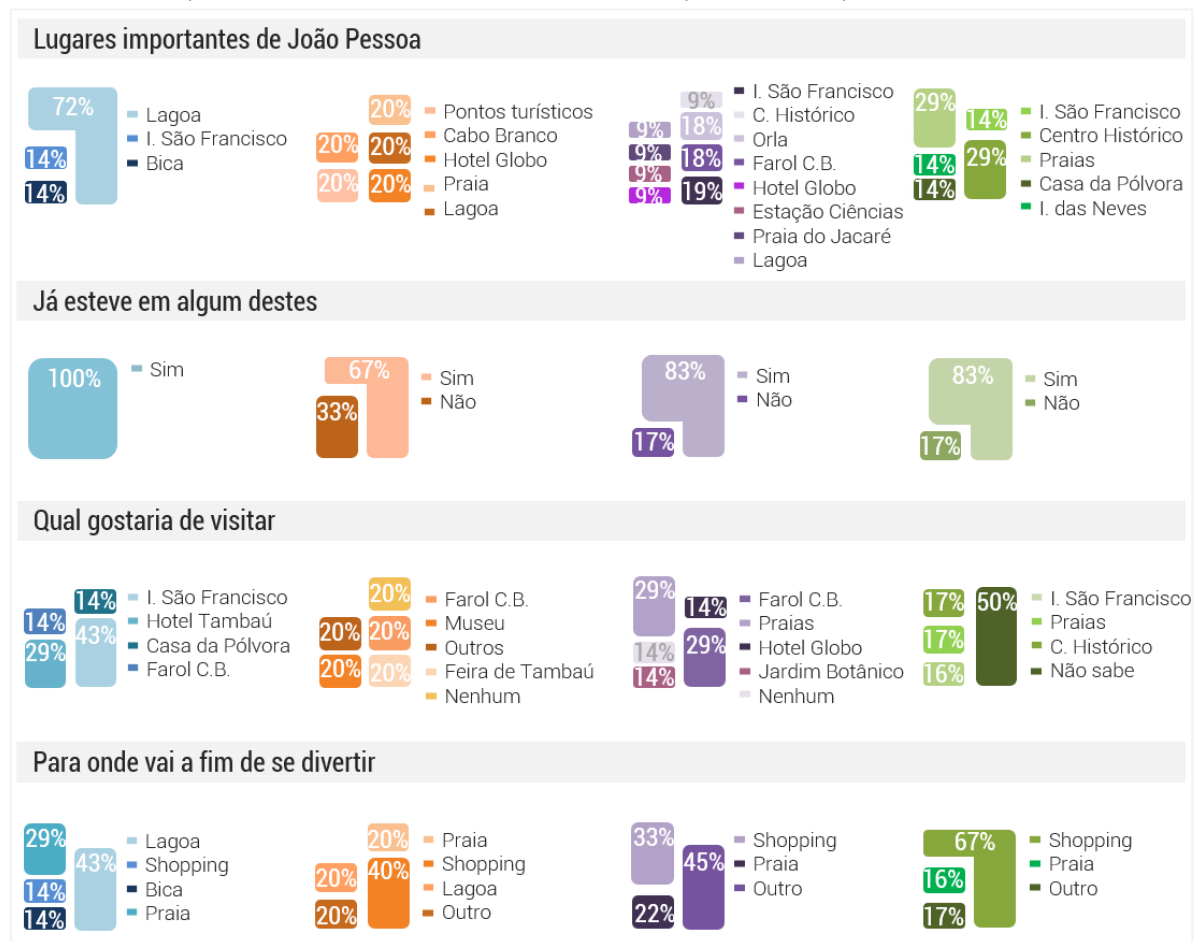 Lugares importantes de João Pessoa
72%
14%
14%
Lagoa
I. São Francisco
Bica
20%
20%
20%
20%
20%
Pontos turísticos
Cabo Branco
Hotel Globo
Praia
Lagoa
9%
9%
18%
9%
18%
9%
9%
19%
I. São Francisco
C. Histórico
Orla
Farol C.B.
Hotel Globo
Estação Ciências
Praia do Jacaré
Lagoa
29%
14%
14%
29%
14%
I. São Francisco
Centro Histórico
Praias
Casa da Pólvora
I. das Neves
Já esteve em algum destes
100%
Sim
67%
33%
Sim
Não
83%
17%
Sim
Não
83%
17%
Sim
Não
Qual gostaria de visitar
14%
14%
43%
29%
I. São Francisco
Hotel Tambaú
Casa da Pólvora
Farol C.B.
20%
20%
20%
20%
20%
Farol C.B.
Museu
Outros
Feira de Tambaú
Nenhum
29%
14%
14%
29%
14%
Farol C.B.
Praias
Hotel Globo
Jardim Botânico
Nenhum
17%
50%
17%
16%
I. São Francisco
Praias
C. Histórico
Não sabe
Para onde vai a fim de se divertir
29%
43%
14%
14%
Lagoa
Shopping
Bica
Praia
20%
20%
40%
20%
Praia
Shopping
Lagoa
Outro
33%
45%
22%
Shopping
Praia
Outro
67%
16%
17%
Shopping
Praia
Outro